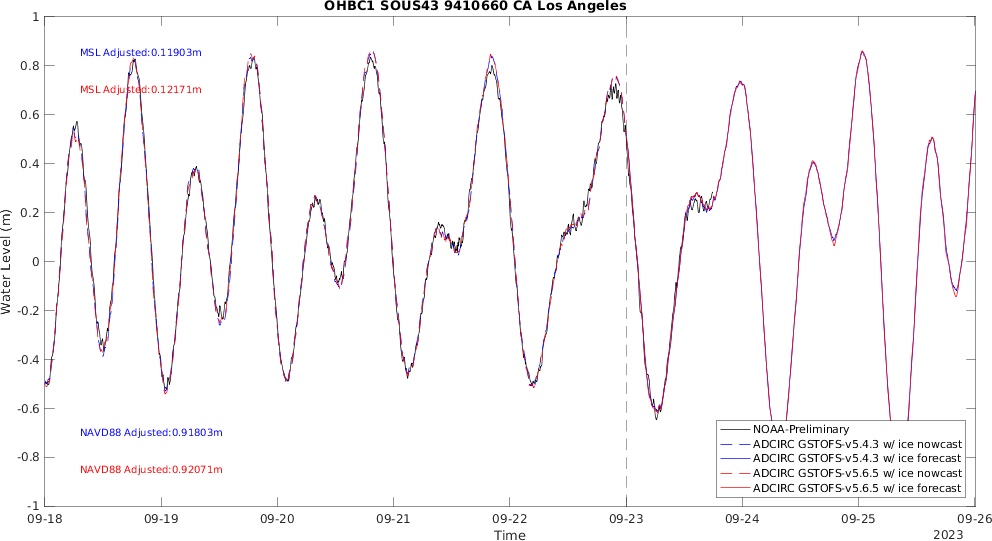 OHBC1 SOUS43 9410660 CA Los Angeles
1
0.8
0.6
0.4
0.2
0
-0.2
-0.4
-0.6
-0.8
-1
Water Level (m)
MSL Adjusted:0.11903m
MSL Adjusted:0.12171m
NAVD88 Adjusted:0.91803m
NAVD88 Adjusted:0.92071m
NOAA-Preliminary
ADCIRC GSTOFS-v5.4.3 w/ ice nowcast
ADCIRC GSTOFS-v5.4.3 w/ ice forecast
ADCIRC GSTOFS-v5.6.5 w/ ice nowcast
ADCIRC GSTOFS-v5.6.5 w/ ice forecast
09-18 09-19 09-20 09-21 09-22 09-23 09-24 09-25 09-26
Time
2023